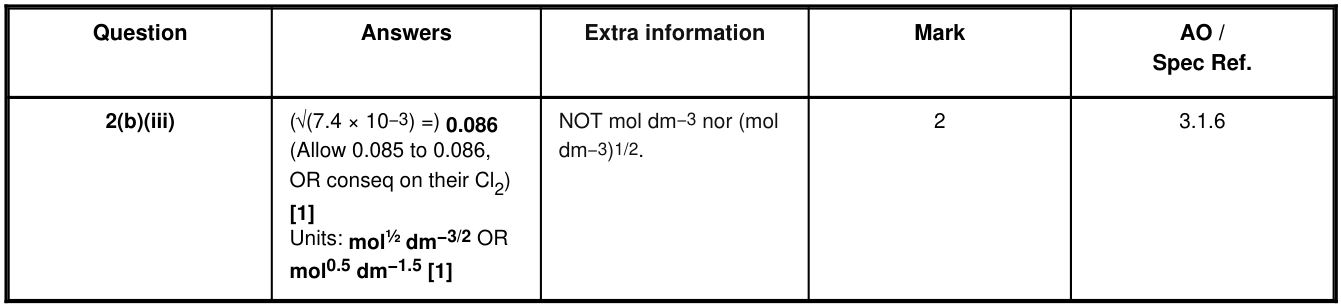 Question Answers Extra information Mark AO /
Spec Ref.
2(b)(iii) (√(7.4 × 10−3) =) 0.086 NOT mol dm−3 nor (mol 2 3.1.6
(Allow 0.085 to 0.086, dm−3)1/2.
OR conseq on their Cl2)
[1]
Units: mol½ dm−3/2 OR
mol0.5 dm−1.5 [1]